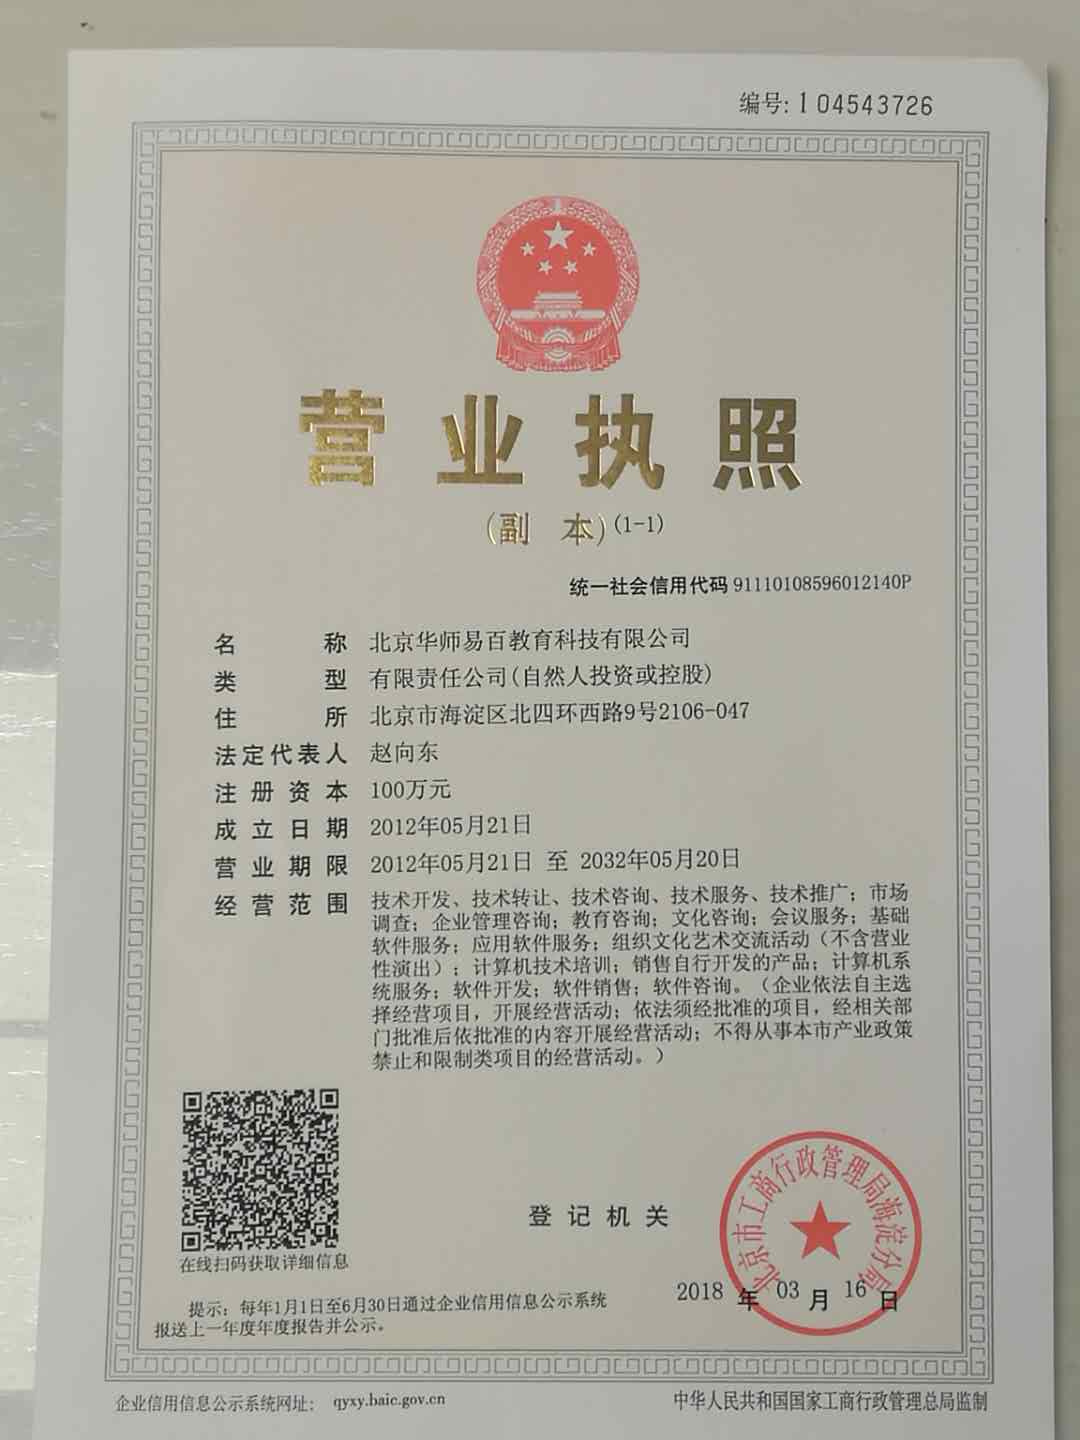 编号: 1 04543726
营业执照
(副 本)(1-1)
统一社会信用代码 91110108596012140P
名称 北京华师易百教育科技有限公司
类型 有限责任公司(自然人投资或控股)
住所 北京市海淀区北四环西路9号2106-047
法定代表人 赵向东
注册资本 100万元
成立日期 2012年05月21日
营业期限 2012年05月21日 至 2032年05月20日
经营范围 技术开发、技术转让、技术咨询、技术服务、技术推广；市场
调查；企业管理咨询；教育咨询；文化咨询；会议服务；基础
软件服务；应用软件服务；组织文化艺术交流活动（不含营业
性演出）；计算机技术培训；销售自行开发的产品；计算机系
统服务；软件开发；软件销售；软件咨询。（企业依法自主选
择经营项目，开展经营活动；依法须经批准的项目，经相关部
门批准后依批准的内容开展经营活动；不得从事本市产业政策
禁止和限制类项目的经营活动。）
在线扫码获取详细信息
登记机关
北京市工商行政管理局海淀分局
2018 年 03 月 16 日
提示：每年1月1日至6月30日通过企业信用信息公示系统
报送上一年度年度报告并公示。
企业信用信息公示系统网址： qyxy.baic.gov.cn
中华人民共和国国家工商行政管理总局监制